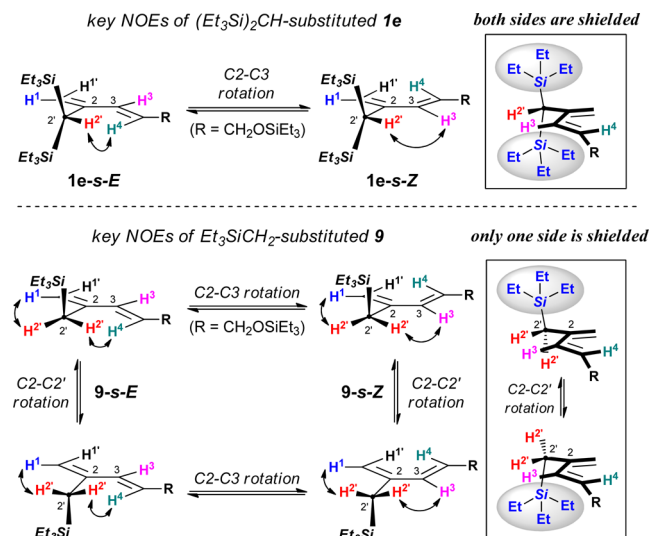 key NOEs of (Et3Si)2CH-substituted 1e
both sides are shielded
Et3Si
H1'
H1
2
3
H3
2'
H2'
H4
R
Et3Si
1e-s-E
C2-C3
rotation
(R = CH2OSiEt3)
Et3Si
H1'
H4
H1
2
3
R
2'
H2'
H3
Et3Si
1e-s-Z
Et
Et
Et
Si
H2'
H3
H4
Si
R
Et
Et
Et
key NOEs of Et3SiCH2-substituted 9
only one side is shielded
Et3Si
H1'
H1
2
3
H3
R
H2'
2'
H2'
H4
C2-C3 rotation
(R = CH2OSiEt3)
Et3Si
H1'
H4
H1
2
3
R
H2'
2'
H2'
H3
C2-C2'
rotation
9-s-E
9-s-Z
C2-C2'
rotation
H1'
H1
2
3
H3
R
H2'
H2'
H4
2'
Et3Si
C2-C3 rotation
H1'
H4
H1
2
3
R
H2'
H2'
H3
2'
Et3Si
Et
Et
Et
Si
2'
2
H2'
H3
H2'
H4
R
C2-C2'
rotation
H2'
2'
2
H2'
H3
H4
Si
R
Et
Et
Et